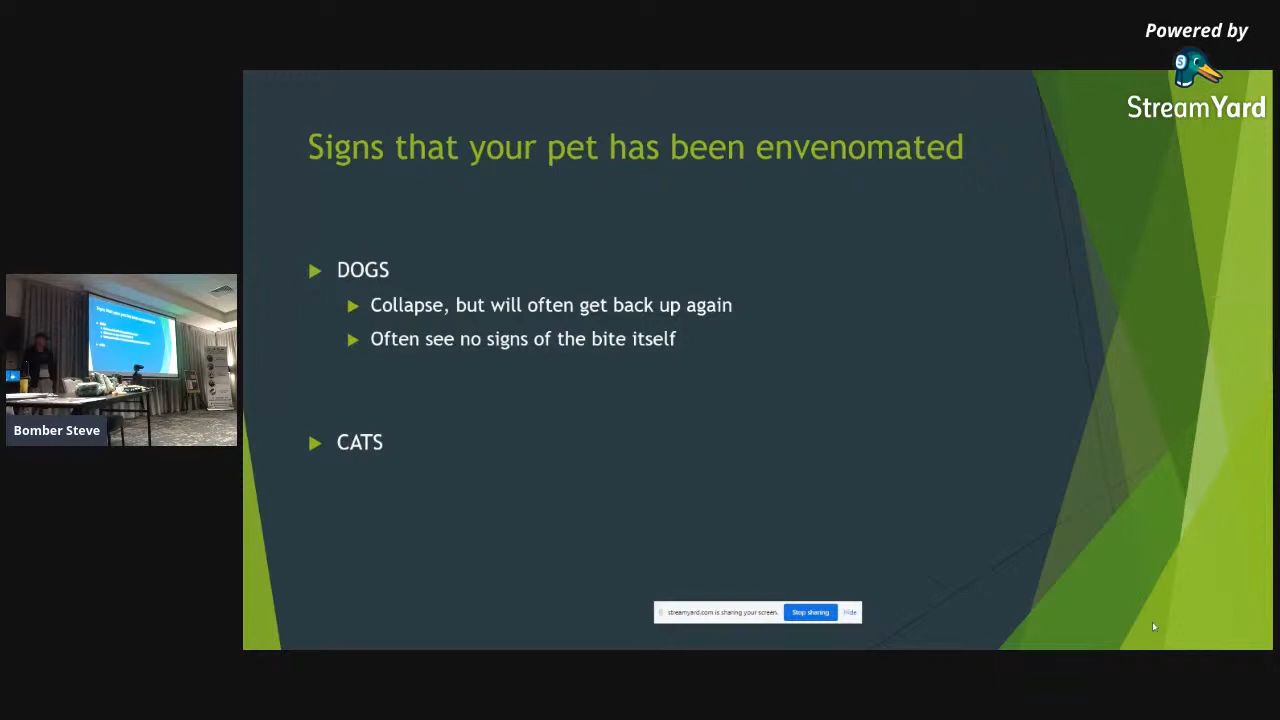 Powered by
StreamYard
Signs that your pet has been envenomated
DOGS
Collapse, but will often get back up again
Often see no signs of the bite itself
CATS
Bomber Steve
streamyard.com is sharing your screen.
Stop sharing
Hide